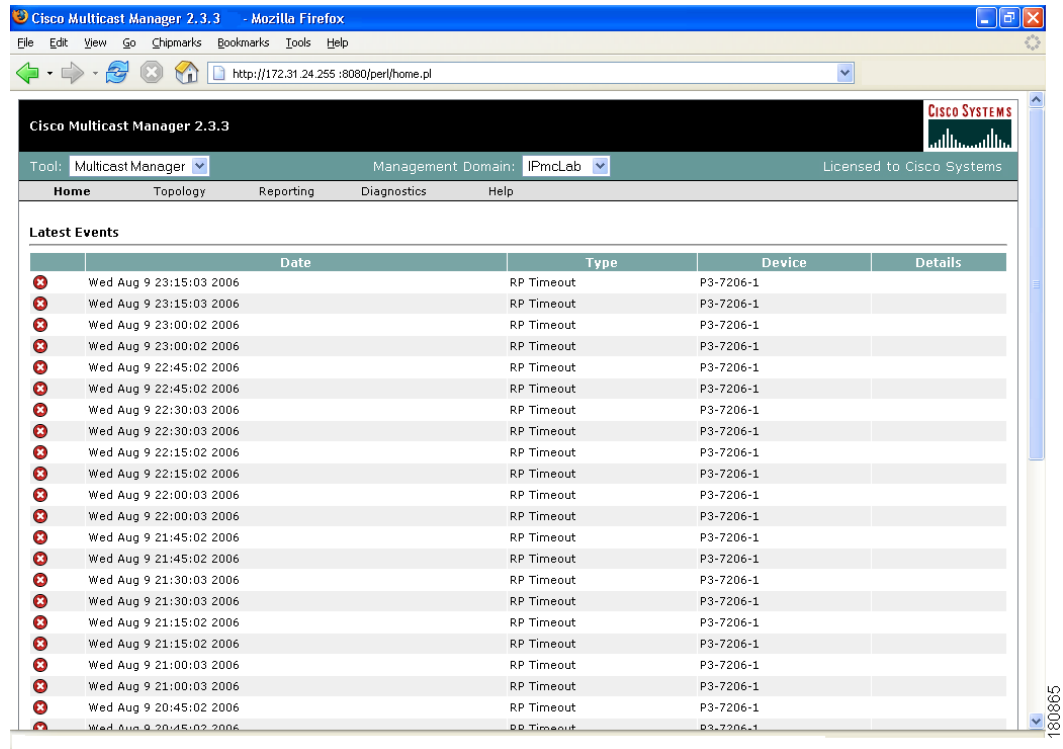 Cisco Multicast Manager 2.3.3 - Mozilla Firefox
File Edit View Go Chipmarks Bookmarks Tools Help
http://172.31.24.255 :8080/perl/home.pl
Cisco Multicast Manager 2.3.3
CISCO SYSTEMS
Tool: Multicast Manager Management Domain: IPmcLab Licensed to Cisco Systems
Home Topology Reporting Diagnostics Help
Latest Events
Date Type Device Details
Wed Aug 9 23:15:03 2006 RP Timeout P3-7206-1
Wed Aug 9 23:15:03 2006 RP Timeout P3-7206-1
Wed Aug 9 23:00:02 2006 RP Timeout P3-7206-1
Wed Aug 9 23:00:02 2006 RP Timeout P3-7206-1
Wed Aug 9 22:45:02 2006 RP Timeout P3-7206-1
Wed Aug 9 22:45:02 2006 RP Timeout P3-7206-1
Wed Aug 9 22:30:03 2006 RP Timeout P3-7206-1
Wed Aug 9 22:30:03 2006 RP Timeout P3-7206-1
Wed Aug 9 22:15:02 2006 RP Timeout P3-7206-1
Wed Aug 9 22:15:02 2006 RP Timeout P3-7206-1
Wed Aug 9 22:00:03 2006 RP Timeout P3-7206-1
Wed Aug 9 22:00:03 2006 RP Timeout P3-7206-1
Wed Aug 9 21:45:02 2006 RP Timeout P3-7206-1
Wed Aug 9 21:45:02 2006 RP Timeout P3-7206-1
Wed Aug 9 21:30:03 2006 RP Timeout P3-7206-1
Wed Aug 9 21:30:03 2006 RP Timeout P3-7206-1
Wed Aug 9 21:15:02 2006 RP Timeout P3-7206-1
Wed Aug 9 21:15:02 2006 RP Timeout P3-7206-1
Wed Aug 9 21:00:03 2006 RP Timeout P3-7206-1
Wed Aug 9 21:00:03 2006 RP Timeout P3-7206-1
Wed Aug 9 20:45:02 2006 RP Timeout P3-7206-1
Wed Aug 9 20:45:02 2006 RP Timeout P3-7206-1
180865